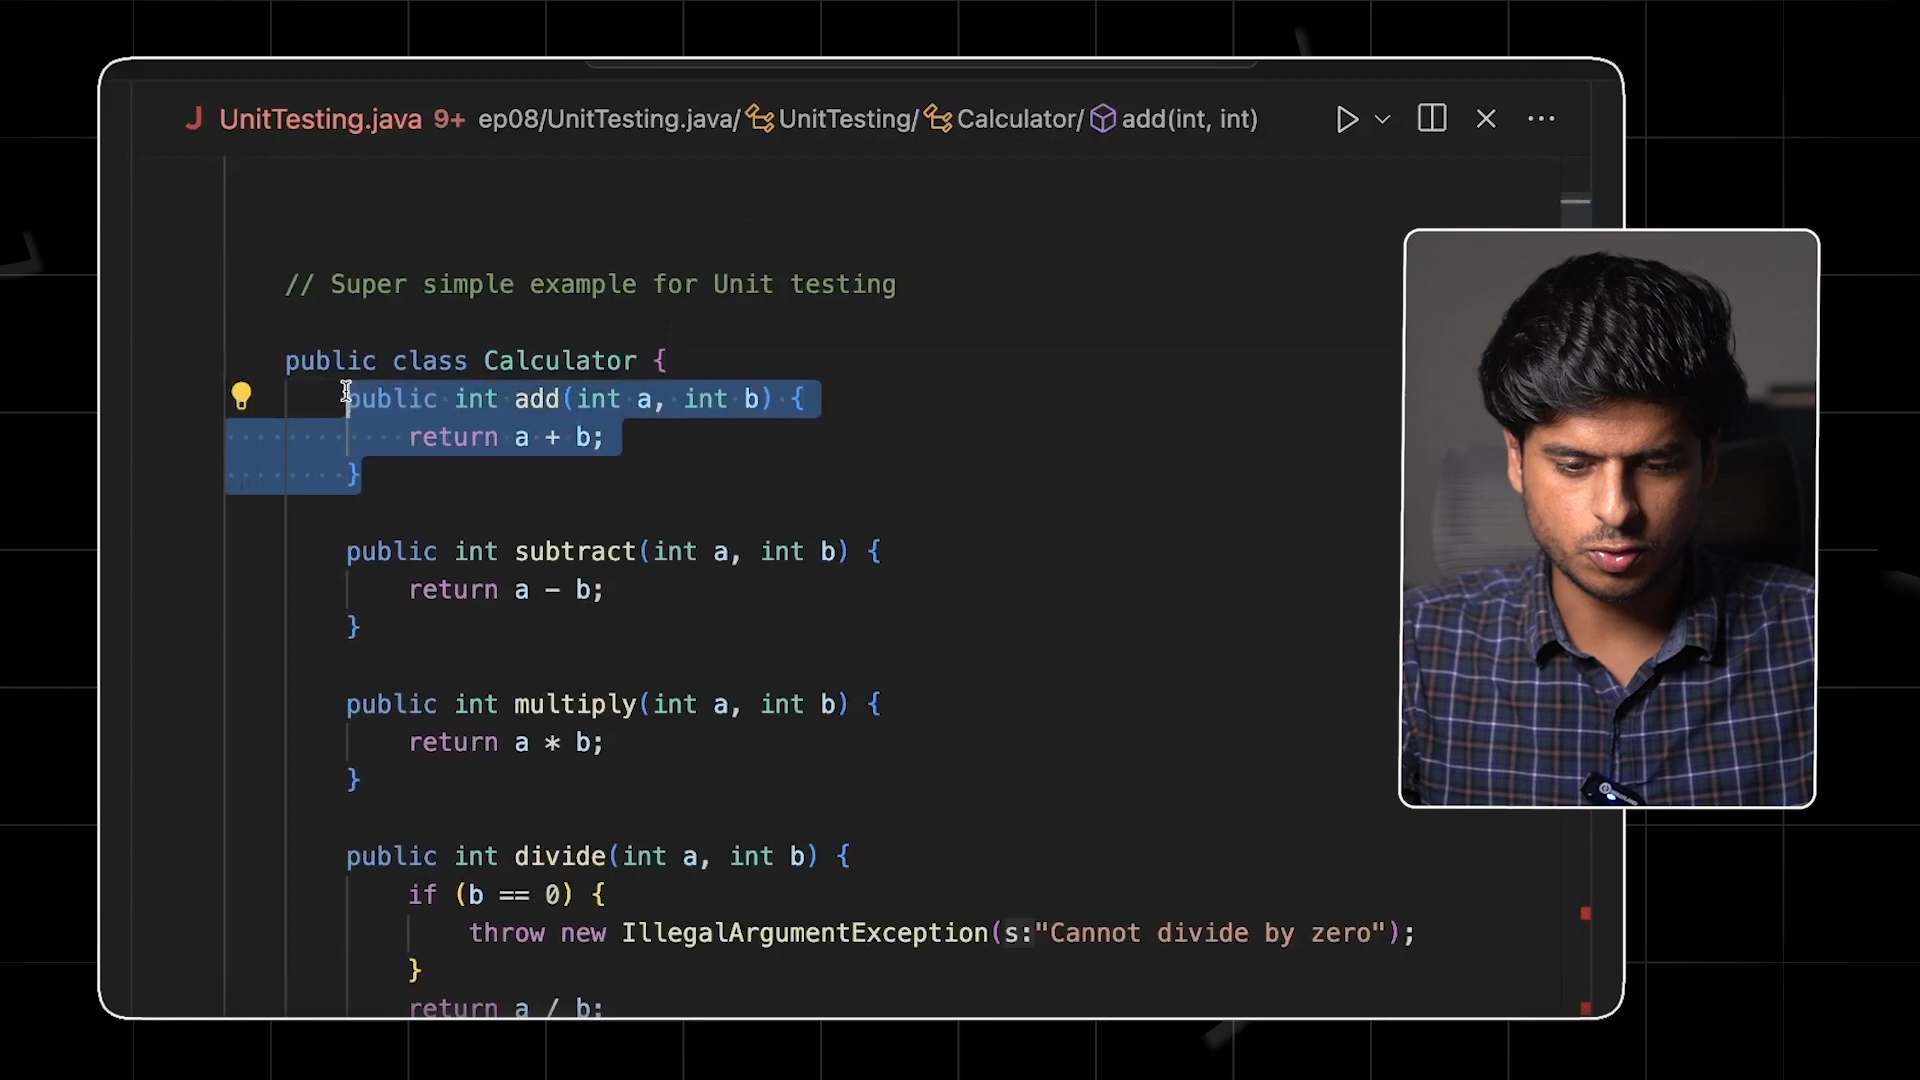 UnitTesting.java 9+ ep08/UnitTesting.java/ UnitTesting/ Calculator/ add(int, int)
// Super simple example for Unit testing
public class Calculator {
public int add(int a, int b) {
return a + b;
}
public int subtract(int a, int b) {
return a - b;
}
public int multiply(int a, int b) {
return a * b;
}
public int divide(int a, int b) {
if (b == 0) {
throw new IllegalArgumentException(s:"Cannot divide by zero");
}
return a / b;